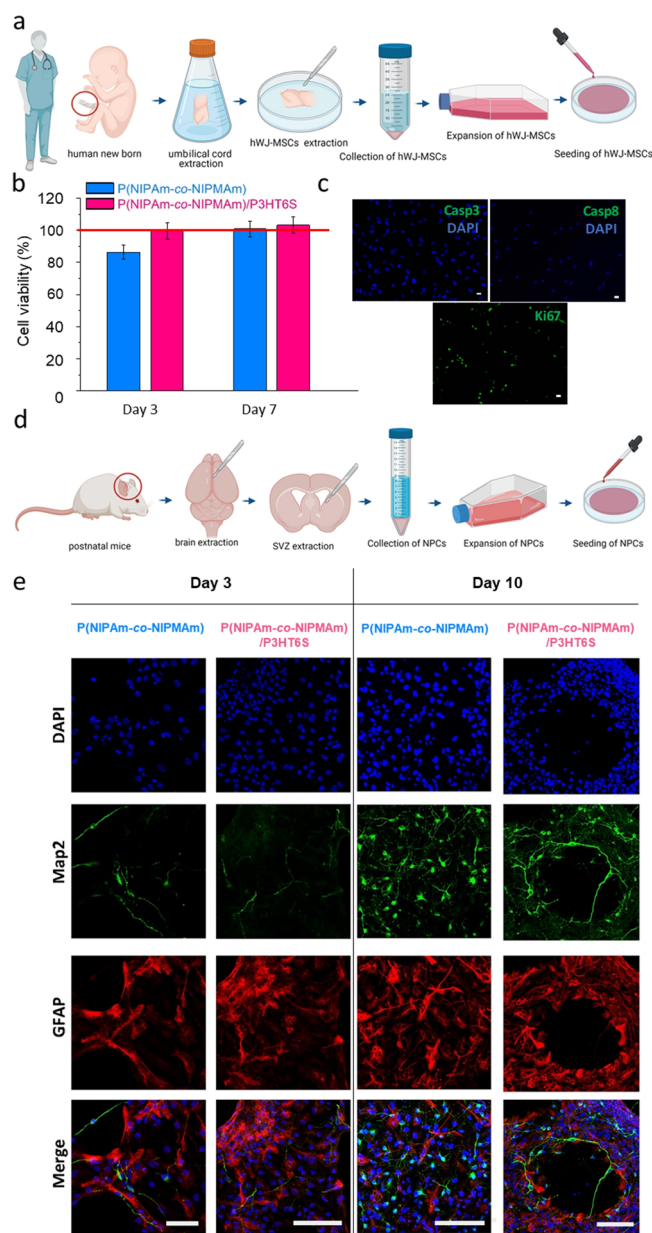 a
human new born
umbilical cord
extraction
hWJ-MSCs extraction
Collection of hWJ-MSCs
Expansion of hWJ-MSCs
Seeding of hWJ-MSCs
b
P(NIPAm-co-NIPMAm)
P(NIPAm-co-NIPMAm)/P3HT6S
Cell viability (%)
120
100
80
60
40
20
0
Day 3
Day 7
c
Casp3
DAPI
Casp8
DAPI
Ki67
d
postnatal mice
brain extraction
SVZ extraction
Collection of NPCs
Expansion of NPCs
Seeding of NPCs
e
Day 3
Day 10
P(NIPAm-co-NIPMAm)
P(NIPAm-co-NIPMAm)
/P3HT6S
P(NIPAm-co-NIPMAm)
P(NIPAm-co-NIPMAm)
/P3HT6S
DAPI
Map2
GFAP
Merge